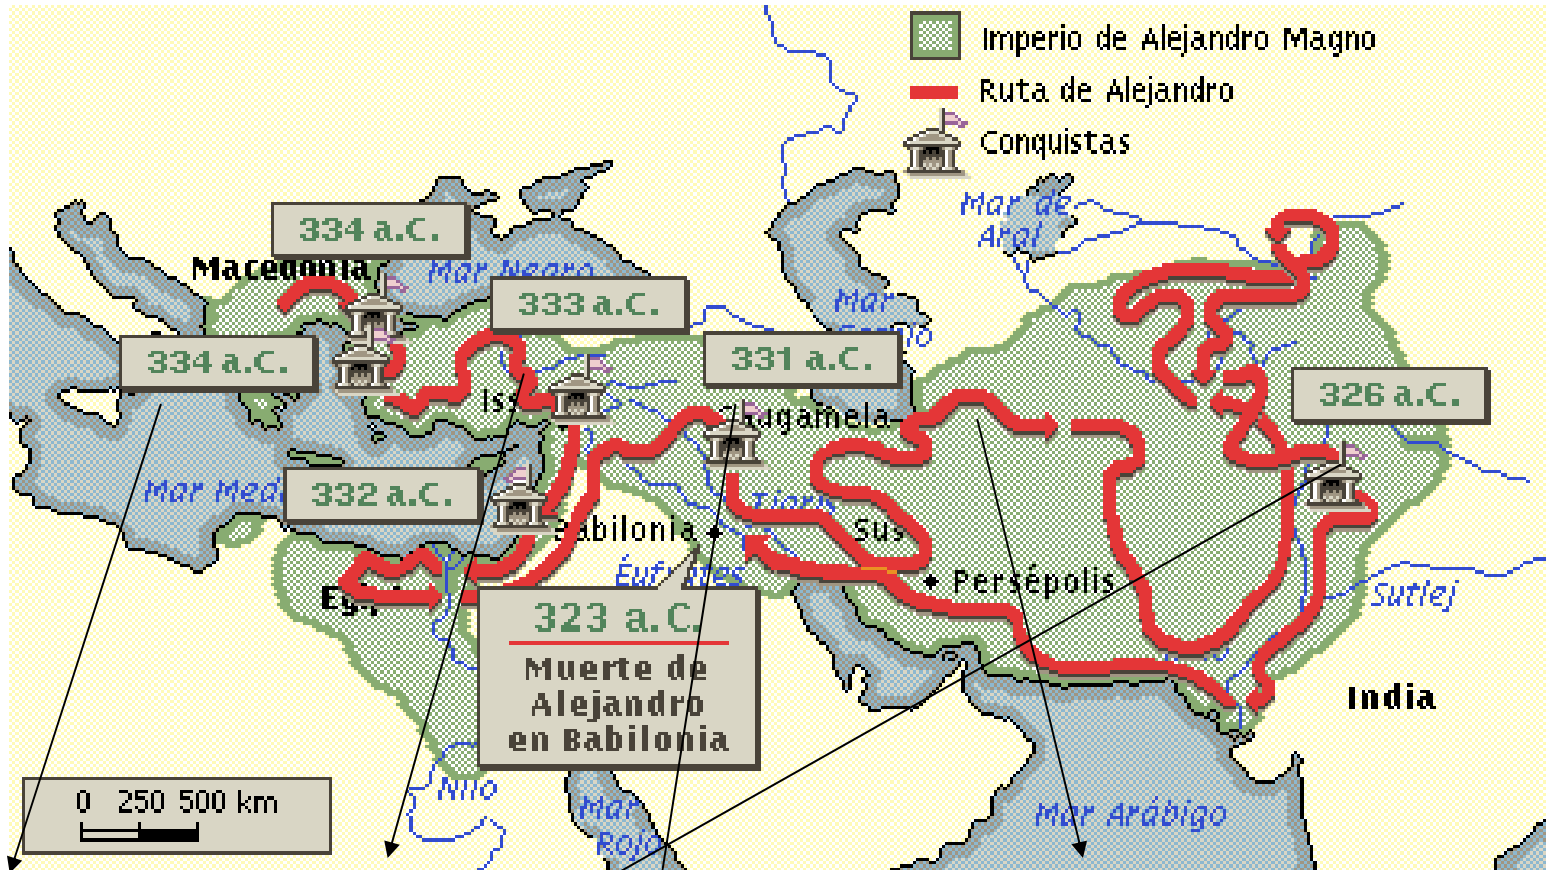 Imperio de Alejandro Magno
Ruta de Alejandro
Conquistas
Mar de
Aral
334 a.C.
Macedonia
Mar Negro
333 a.C.
Mar
334 a.C.
331 a.C.
326 a.C.
Iss
Gaugamela
332 a.C.
Mar Med
Tigris
Babilonia
Sus
Éufrates
Persépolis
Sutlej
323 a.C.
Muerte de
Alejandro
en Babilonia
India
0 250 500 km
Nilo
Mar
Rojo
Mar Arábigo